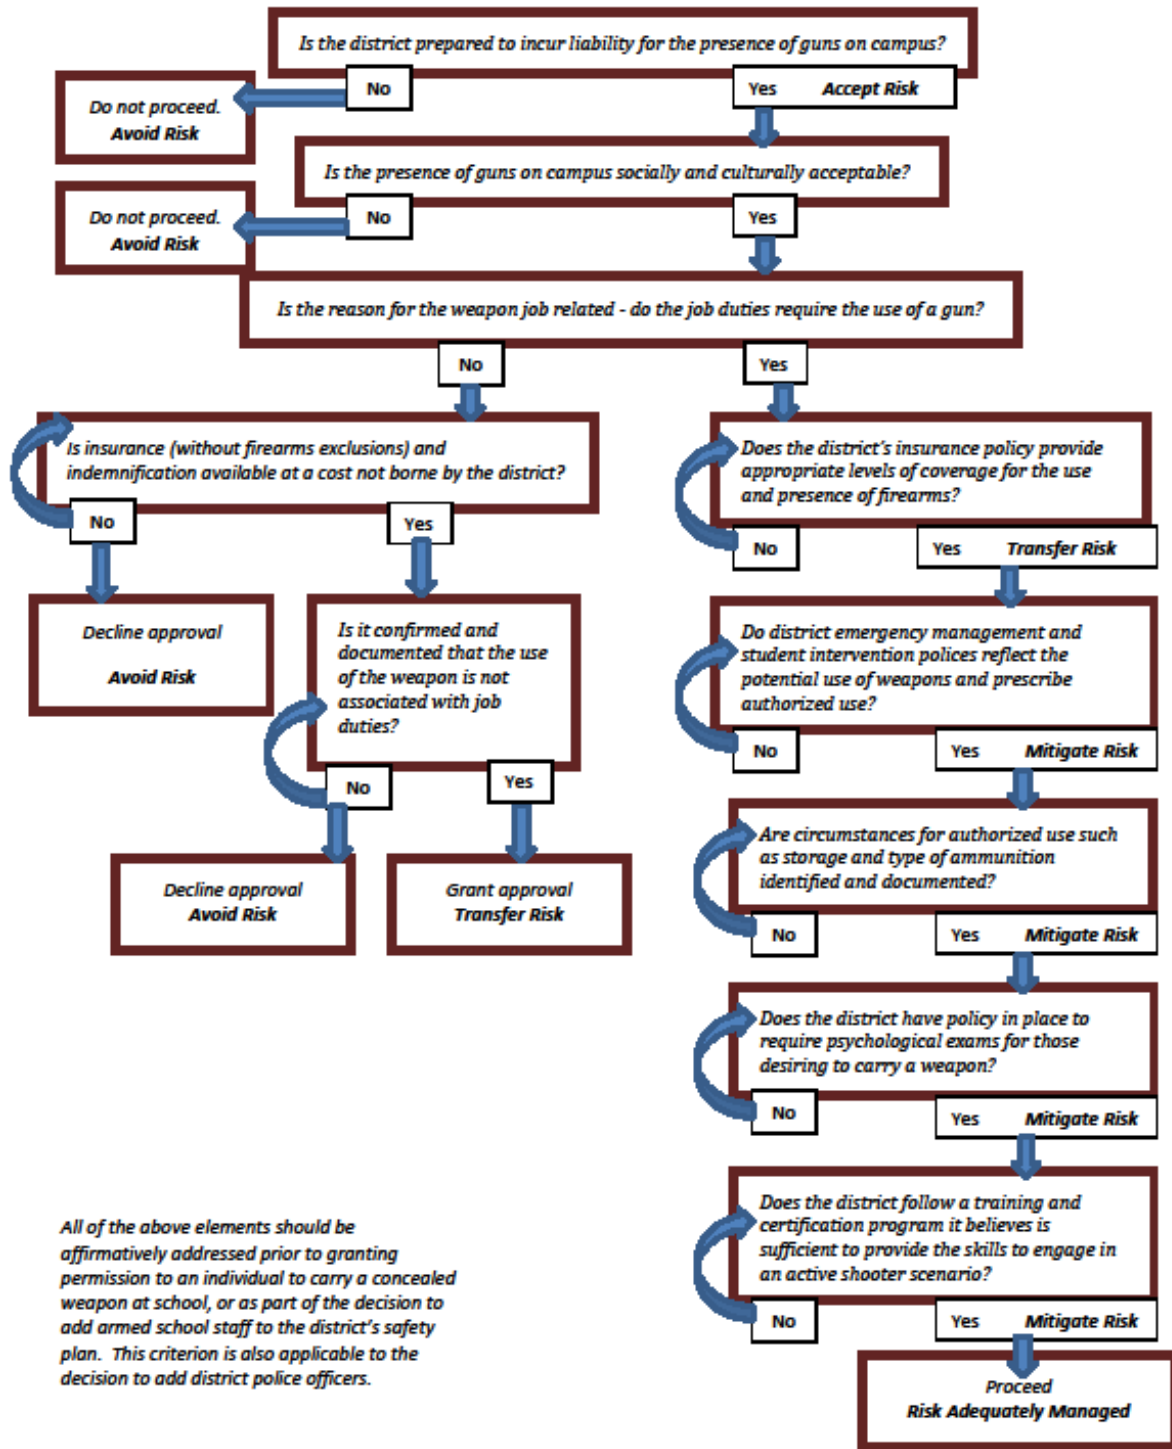 Is the district prepared to incur liability for the presence of guns on campus?
No
Yes Accept Risk
Do not proceed.
Avoid Risk
Is the presence of guns on campus socially and culturally acceptable?
No
Yes
Do not proceed.
Avoid Risk
Is the reason for the weapon job related - do the job duties require the use of a gun?
No
Yes
Is insurance (without firearms exclusions) and
indemnification available at a cost not borne by the district?
No
Yes
Decline approval
Avoid Risk
Is it confirmed and
documented that the use
of the weapon is not
associated with job
duties?
No
Yes
Decline approval
Avoid Risk
Grant approval
Transfer Risk
Does the district's insurance policy provide
appropriate levels of coverage for the use
and presence of firearms?
No
Yes Transfer Risk
Do district emergency management and
student intervention polices reflect the
potential use of weapons and prescribe
authorized use?
No
Yes Mitigate Risk
Are circumstances for authorized use such
as storage and type of ammunition
identified and documented?
No
Yes Mitigate Risk
Does the district have policy in place to
require psychological exams for those
desiring to carry a weapon?
No
Yes Mitigate Risk
Does the district follow a training and
certification program it believes is
sufficient to provide the skills to engage in
an active shooter scenario?
No
Yes Mitigate Risk
Proceed
Risk Adequately Managed
All of the above elements should be
affirmatively addressed prior to granting
permission to an individual to carry a concealed
weapon at school, or as part of the decision to
add armed school staff to the district's safety
plan. This criterion is also applicable to the
decision to add district police officers.